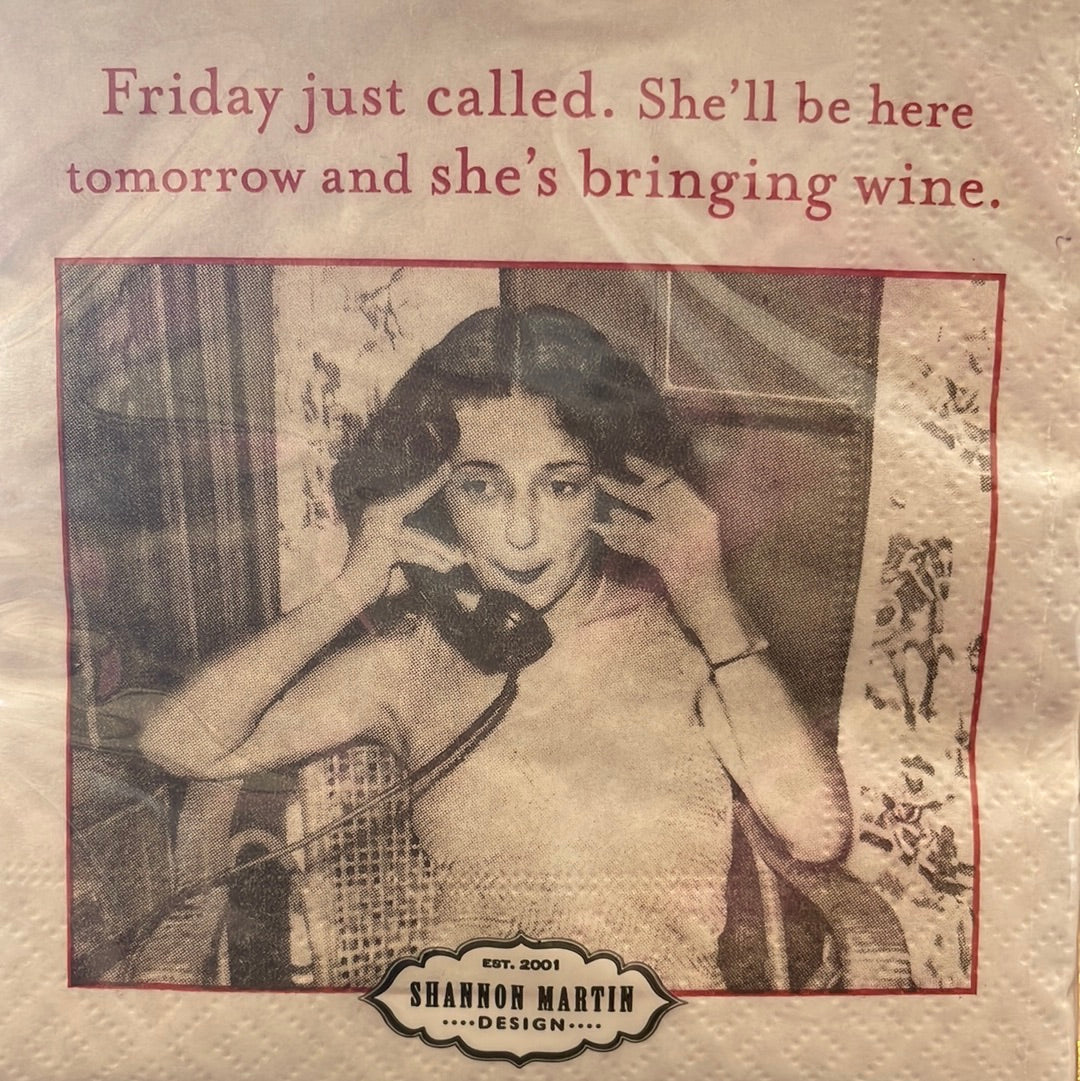 Friday just called. She'll be here
tomorrow and she's bringing wine.
EST. 2001
SHANNON MARTIN
····DESIGN····